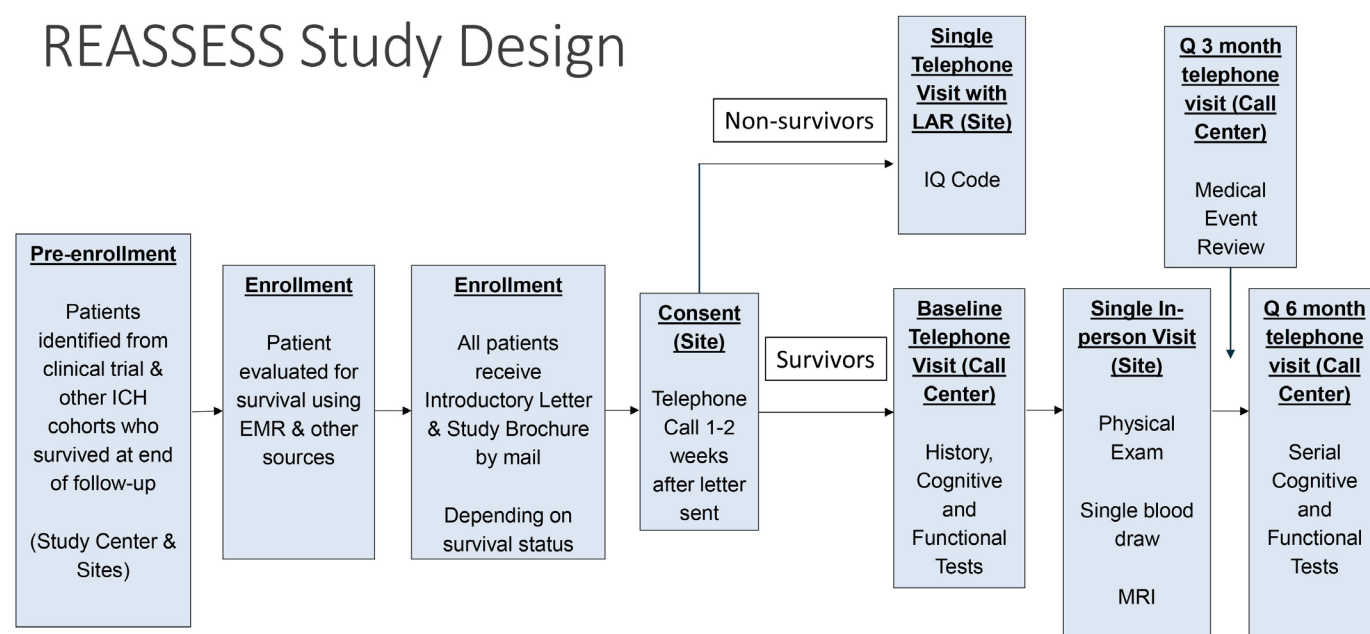 REASSESS Study Design
Pre-enrollment
Patients
identified from
clinical trial &
other ICH
cohorts who
survived at end
of follow-up
(Study Center &
Sites)
Enrollment
Patient
evaluated for
survival using
EMR & other
sources
Enrollment
All patients
receive
Introductory Letter
& Study Brochure
by mail
Depending on
survival status
Consent
(Site)
Telephone
Call 1-2
weeks
after letter
sent
Non-survivors
Single
Telephone
Visit with
LAR (Site)
IQ Code
Survivors
Baseline
Telephone
Visit (Call
Center)
History,
Cognitive
and
Functional
Tests
Single In-
person Visit
(Site)
Physical
Exam
Single blood
draw
MRI
Q 3 month
telephone
visit (Call
Center)
Medical
Event
Review
Q 6 month
telephone
visit (Call
Center)
Serial
Cognitive
and
Functional
Tests